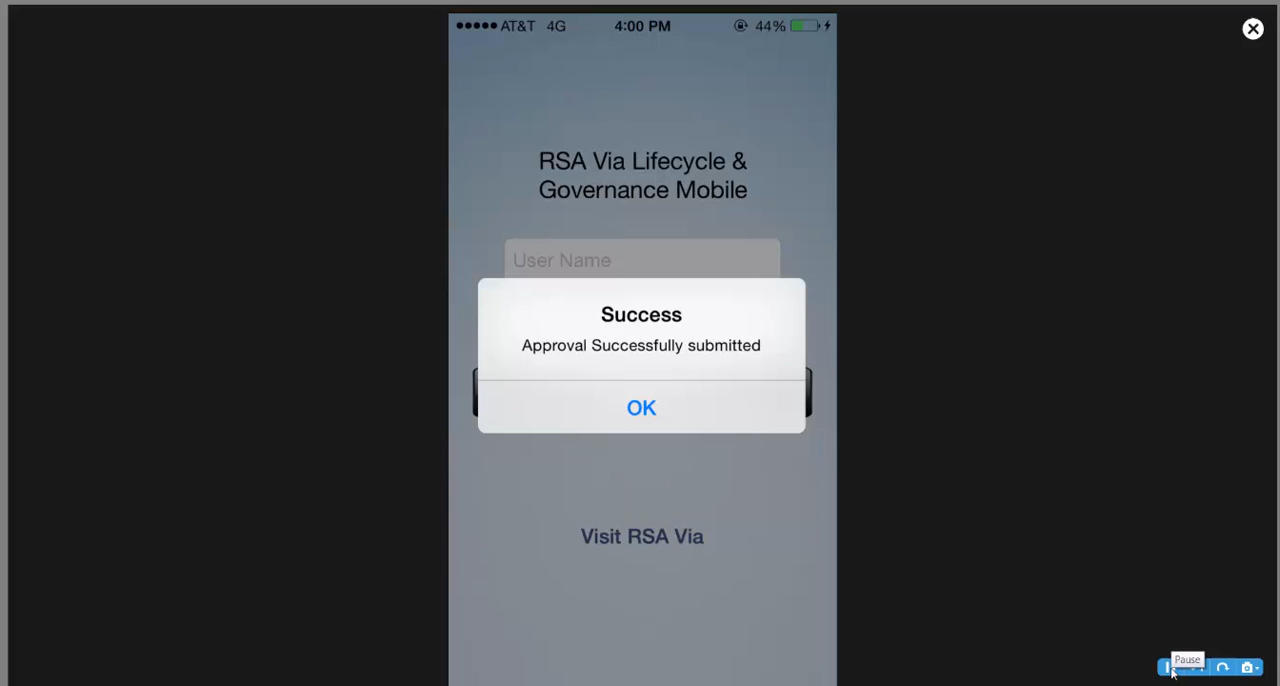 ●●●●● AT&T 4G 4:00 PM 44%
RSA Via Lifecycle &
Governance Mobile
User Name
Success
Approval Successfully submitted
OK
Visit RSA Via
Pause